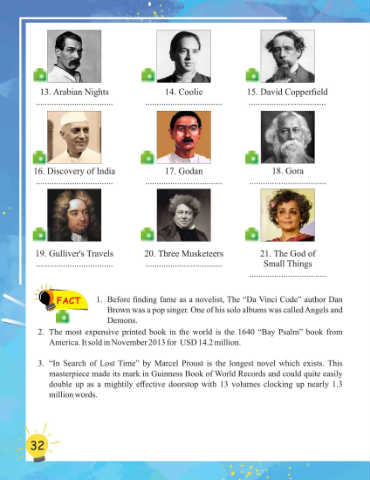 13. Arabian Nights
14. Coolie
15. David Copperfield
16. Discovery of India
17. Godan
18. Gora
19. Gulliver's Travels
20. Three Musketeers
21. The God of
Small Things
FACT
1. Before finding fame as a novelist, The “Da Vinci Code” author Dan
Brown was a pop singer. One of his solo albums was called Angels and
Demons.
2. The most expensive printed book in the world is the 1640 “Bay Psalm” book from
America. It sold in November 2013 for USD 14.2 million.
3. “In Search of Lost Time” by Marcel Proust is the longest novel which exists. This
masterpiece made its mark in Guinness Book of World Records and could quite easily
double up as a mightily effective doorstop with 13 volumes clocking up nearly 1.3
million words.
32